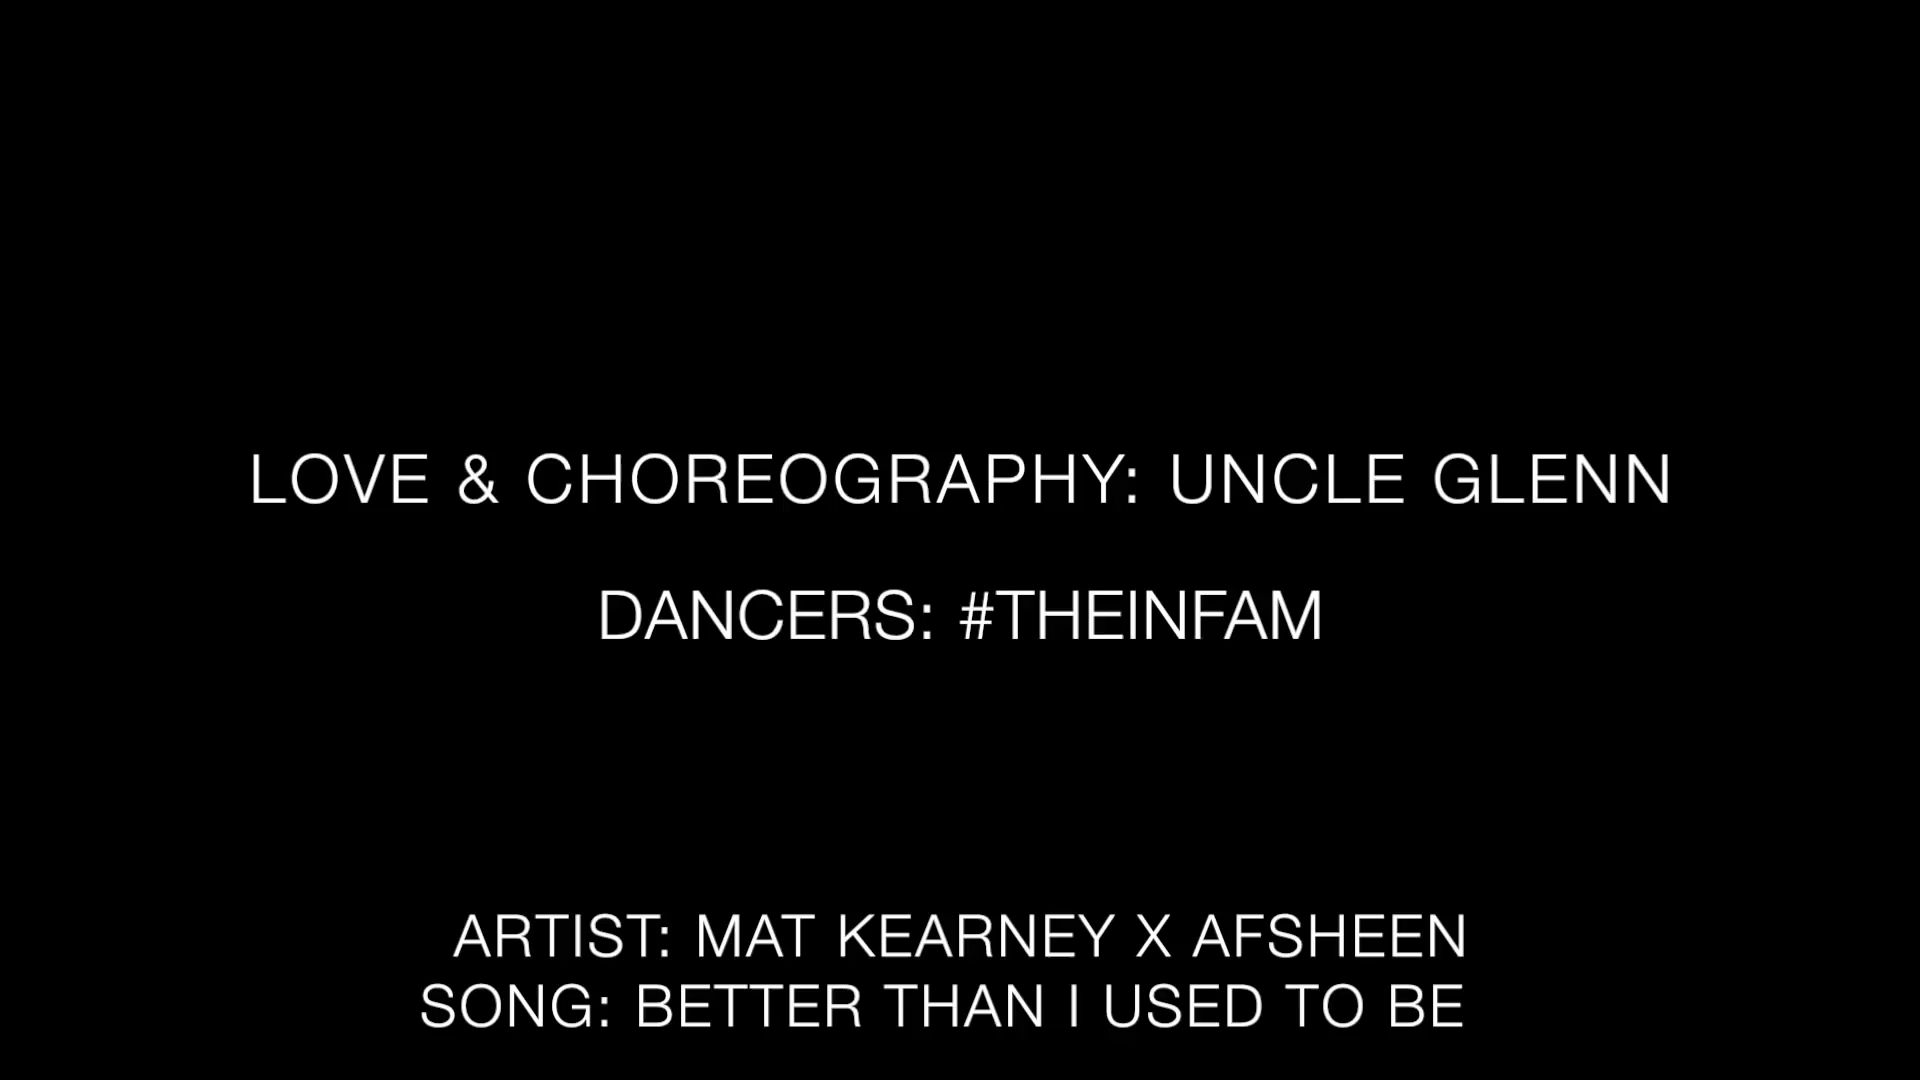 LOVE & CHOREOGRAPHY: UNCLE GLENN
DANCERS: #THEINFAM
ARTIST: MAT KEARNEY X AFSHEEN
SONG: BETTER THAN I USED TO BE